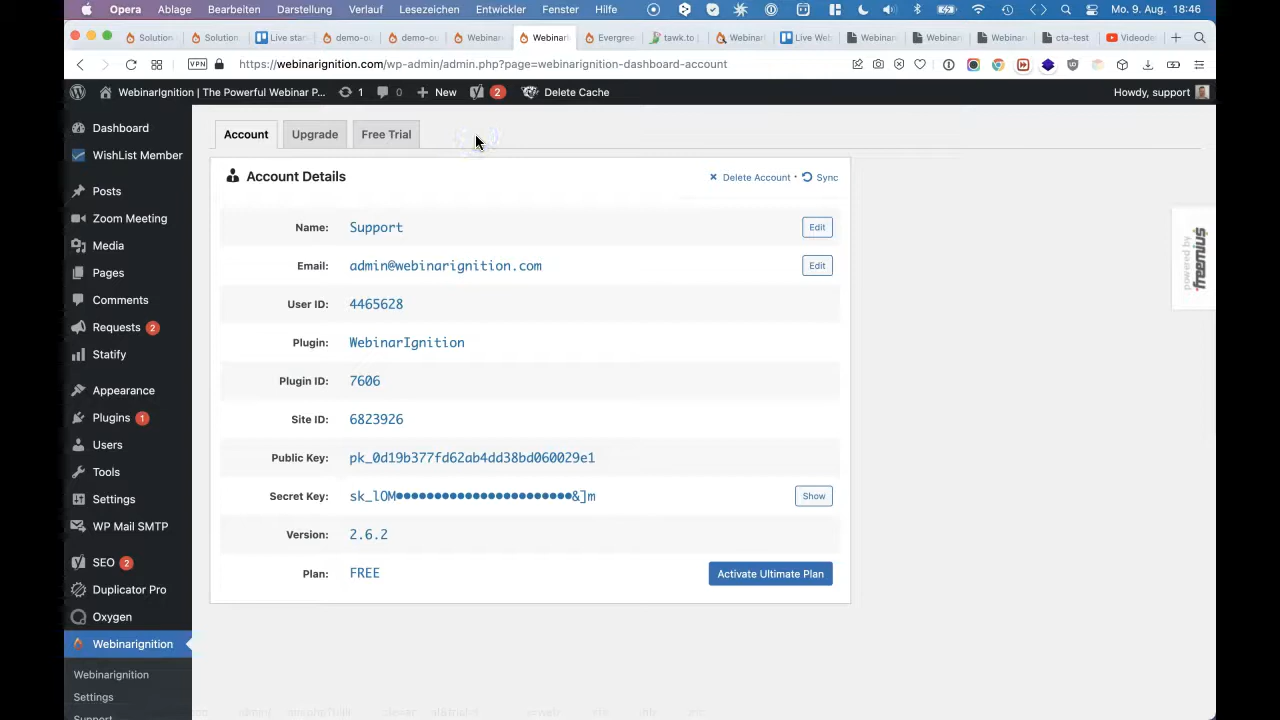 Opera Ablage Bearbeiten Darstellung Verlauf Lesezeichen Entwickler Fenster Hilfe Mo. 9. Aug. 18:46
Solution Solution Live star demo-ou demo-ou Webinar Webinar Evergree tawk.to Webinar Live Web Webinar Webinar Webinar cta-test Videoder
VPN https://webinarignition.com/wp-admin/admin.php?page=webinarignition-dashboard-account
WebinarIgnition | The Powerful Webinar P... 1 0 New 2 Delete Cache Howdy, support
Dashboard
WishList Member
Posts
Zoom Meeting
Media
Pages
Comments
Requests 2
Statify
Appearance
Plugins 1
Users
Tools
Settings
WP Mail SMTP
SEO 2
Duplicator Pro
Oxygen
Webinarignition
Webinarignition
Settings
Support
Account Upgrade Free Trial
Account Details Delete Account • Sync
Name: Support Edit
Email: admin@webinarignition.com Edit
User ID: 4465628
Plugin: WebinarIgnition
Plugin ID: 7606
Site ID: 6823926
Public Key: pk_0d19b377fd62ab4dd38bd060029e1
Secret Key: sk_lOM•••••••••••••••••••••••&]m Show
Version: 2.6.2
Plan: FREE Activate Ultimate Plan
powered by
freemius